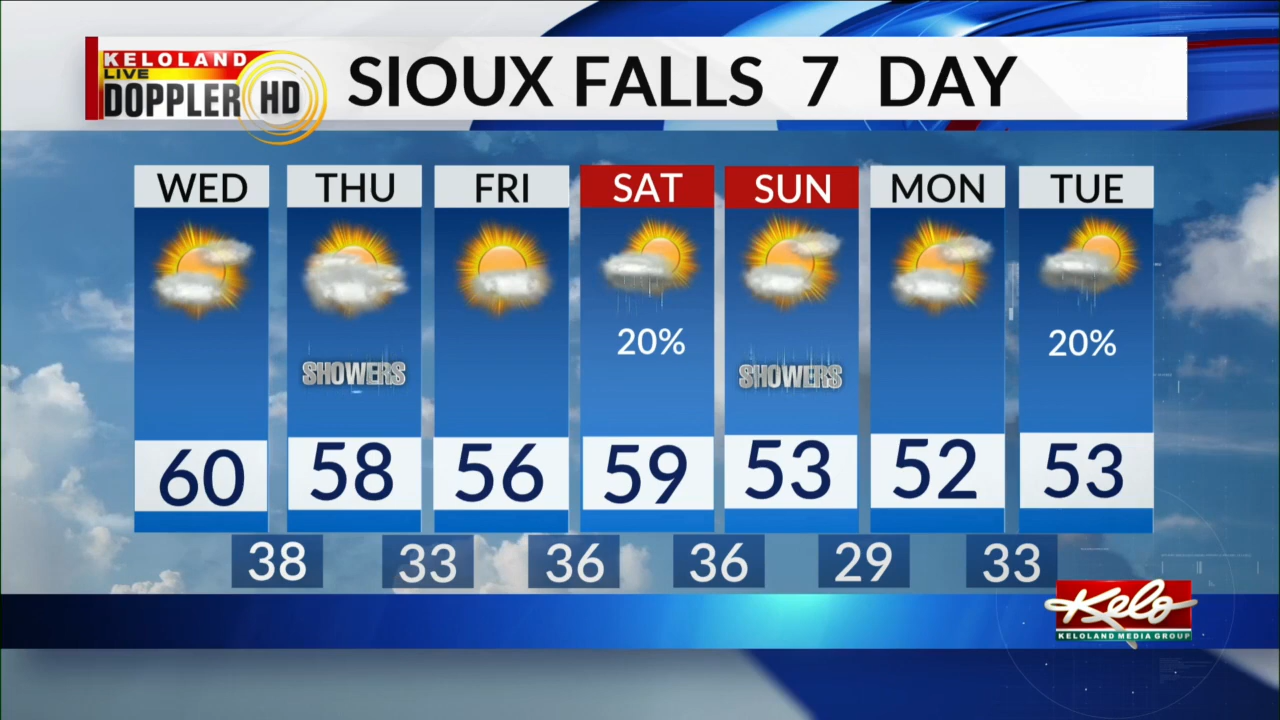 KELOLAND
LIVE
DOPPLER HD
SIOUX FALLS 7 DAY
WED THU FRI SAT SUN MON TUE
20% 20%
SHOWERS SHOWERS
60 58 56 59 53 52 53
38 33 36 36 29 33
Kelo
KELOLAND MEDIA GROUP